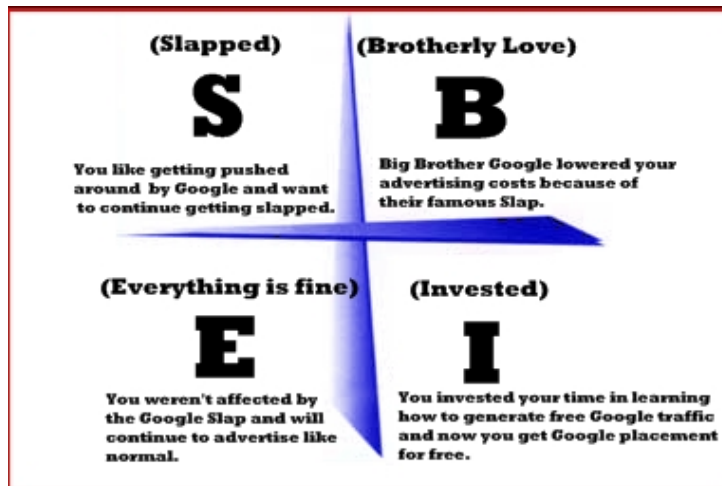 (Slapped)
S
You like getting pushed
around by Google and want
to continue getting slapped.
(Brotherly Love)
B
Big Brother Google lowered your
advertising costs because of
their famous Slap.
(Everything is fine)
E
You weren't affected by
the Google Slap and will
continue to advertise like
normal.
(Invested)
I
You invested your time in learning
how to generate free Google traffic
and now you get Google placement
for free.